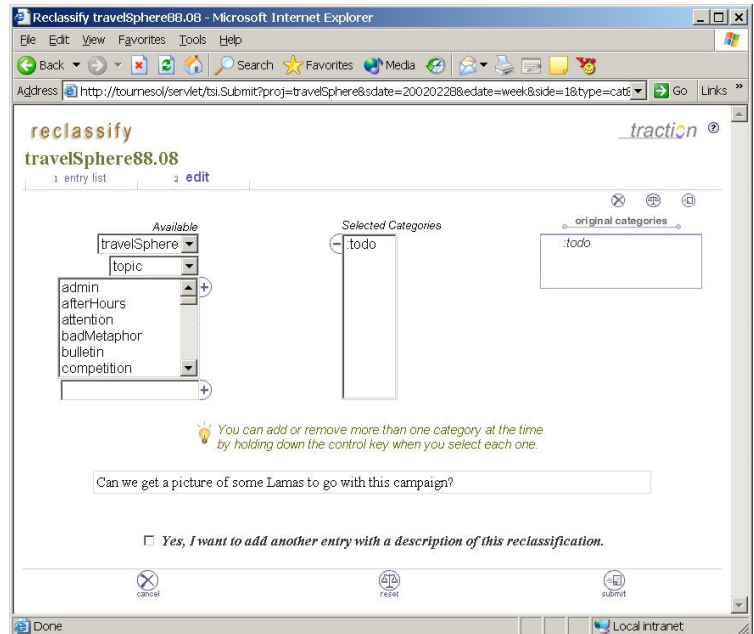 Reclassify travelSphere88.08 - Microsoft Internet Explorer
File Edit View Favorites Tools Help
Back Search Favorites Media
Address http://tournesol/servlet/tsi.Submit?proj=travelSphere&sdate=20020228&edate=week&side=1&type=cat Go Links »
reclassify
traction ?
travelSphere88.08
1 entry list 2 edit
Available Selected Categories original categories
travelSphere :todo :todo
topic
admin
afterHours
attention
badMetaphor
bulletin
competition
You can add or remove more than one category at the time
by holding down the control key when you select each one.
Can we get a picture of some Lamas to go with this campaign?
Yes, I want to add another entry with a description of this reclassification.
cancel reset submit
Done Local intranet